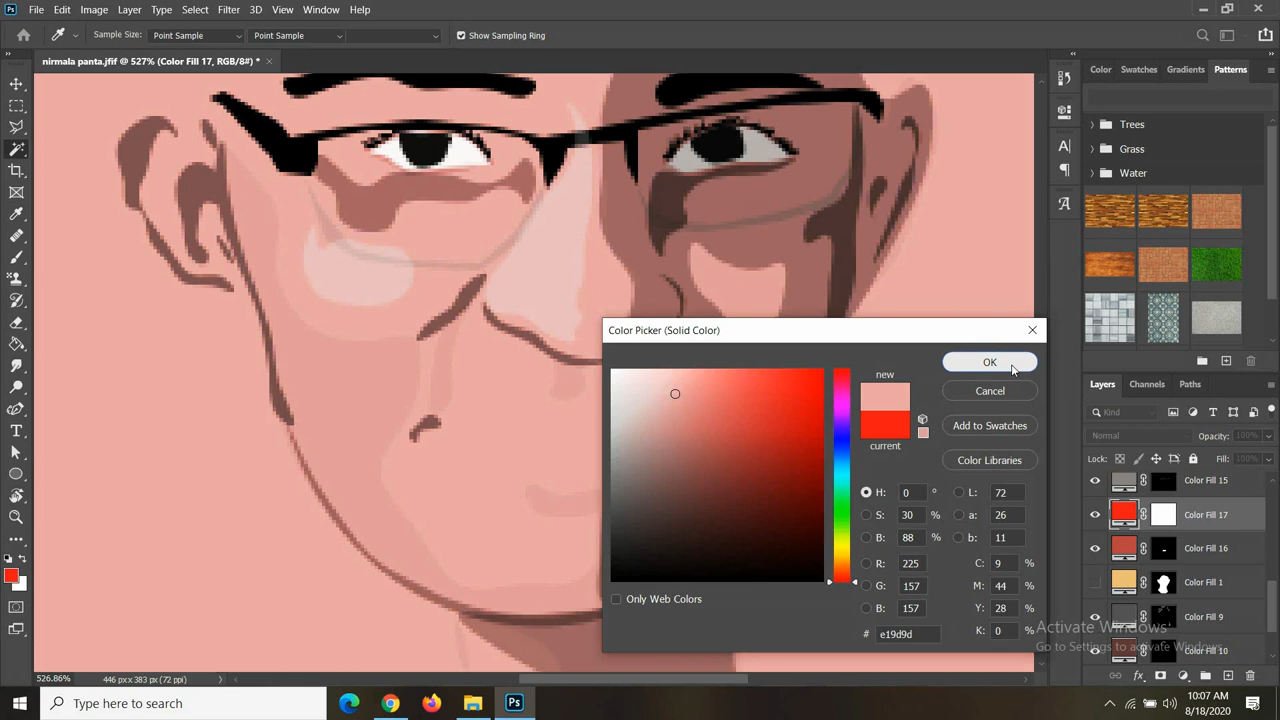 Ps File Edit Image Layer Type Select Filter 3D View Window Help
Sample Size: Point Sample Point Sample Show Sampling Ring
nirmala panta.jfif @ 527% (Color Fill 17, RGB/8#) * ×
Color Swatches Gradients Patterns
Trees
Grass
Water
Color Picker (Solid Color)
OK
Cancel
Add to Swatches
Color Libraries
new
current
H: 0 °
S: 30 %
B: 88 %
R: 225
G: 157
B: 157
# e19d9d
L: 72
a: 26
b: 11
C: 9 %
M: 44 %
Y: 28 %
K: 0 %
Only Web Colors
Layers Channels Paths
Kind
Normal Opacity: 100%
Lock: Fill: 100%
Color Fill 15
Color Fill 17
Color Fill 16
Color Fill 1
Color Fill 9
Color Fill 10
Activate Windows
Go to Settings to activate Windows.
526.86% 446 px x 383 px (72 ppi)
Type here to search
Ps
10:07 AM
8/18/2020